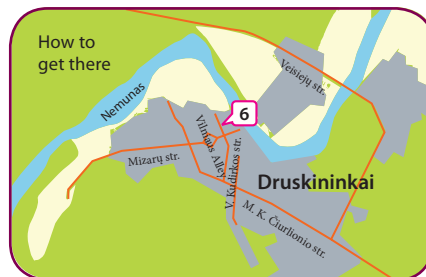 How to
get there
Nemunas
Veisiejų str.
6
Vilniaus Alley.
Mizarų str.
V. Kudirkos str.
Druskininkai
M. K. Čiurlionio str.